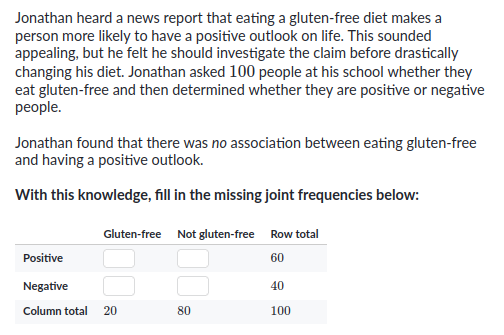 Jonathan heard a news report that eating a gluten-free diet makes a
person more likely to have a positive outlook on life. This sounded
appealing, but he felt he should investigate the claim before drastically
changing his diet. Jonathan asked 100 people at his school whether they
eat gluten-free and then determined whether they are positive or negative
people.
Jonathan found that there was no association between eating gluten-free
and having a positive outlook.
With this knowledge, fill in the missing joint frequencies below:
Gluten-free Not gluten-free Row total
Positive 60
Negative 40
Column total 20 80 100